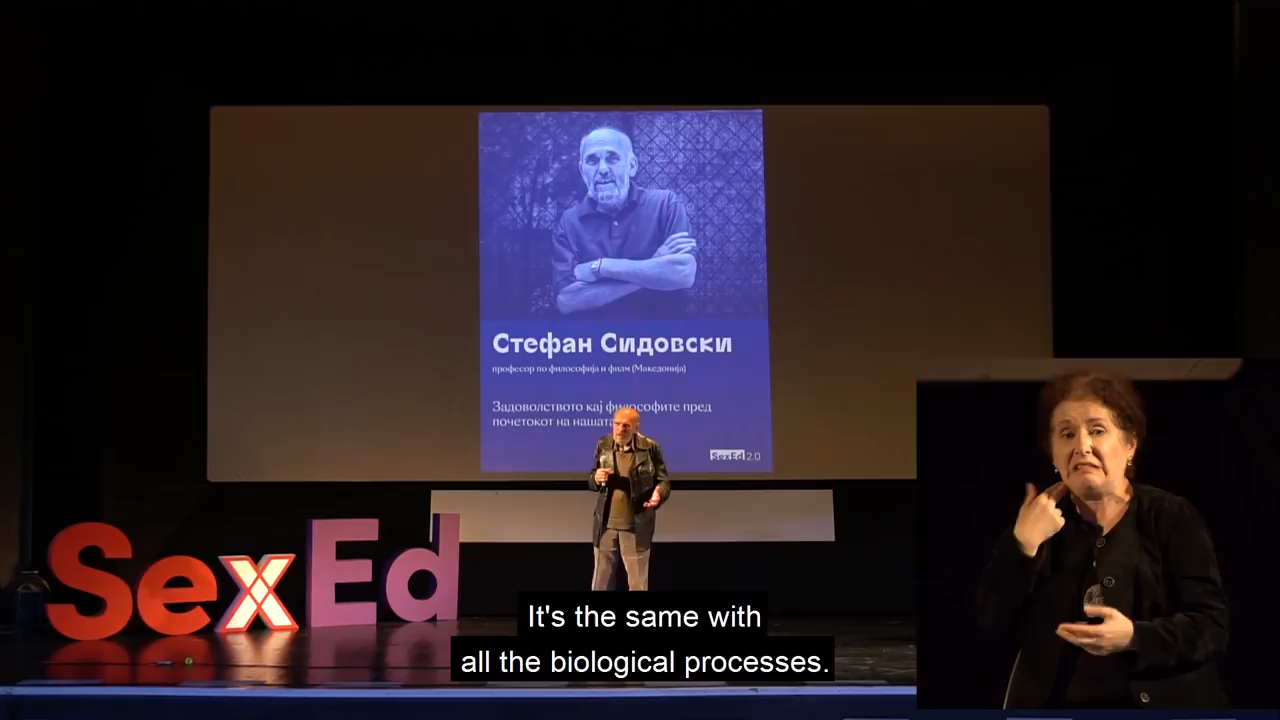 Стефан Сидовски
професор по филозофија и филм (Македонија)
Задоволството кај филозофите пред
почетокот на нашата
SexEd 2.0
SexEd
It's the same with
all the biological processes.